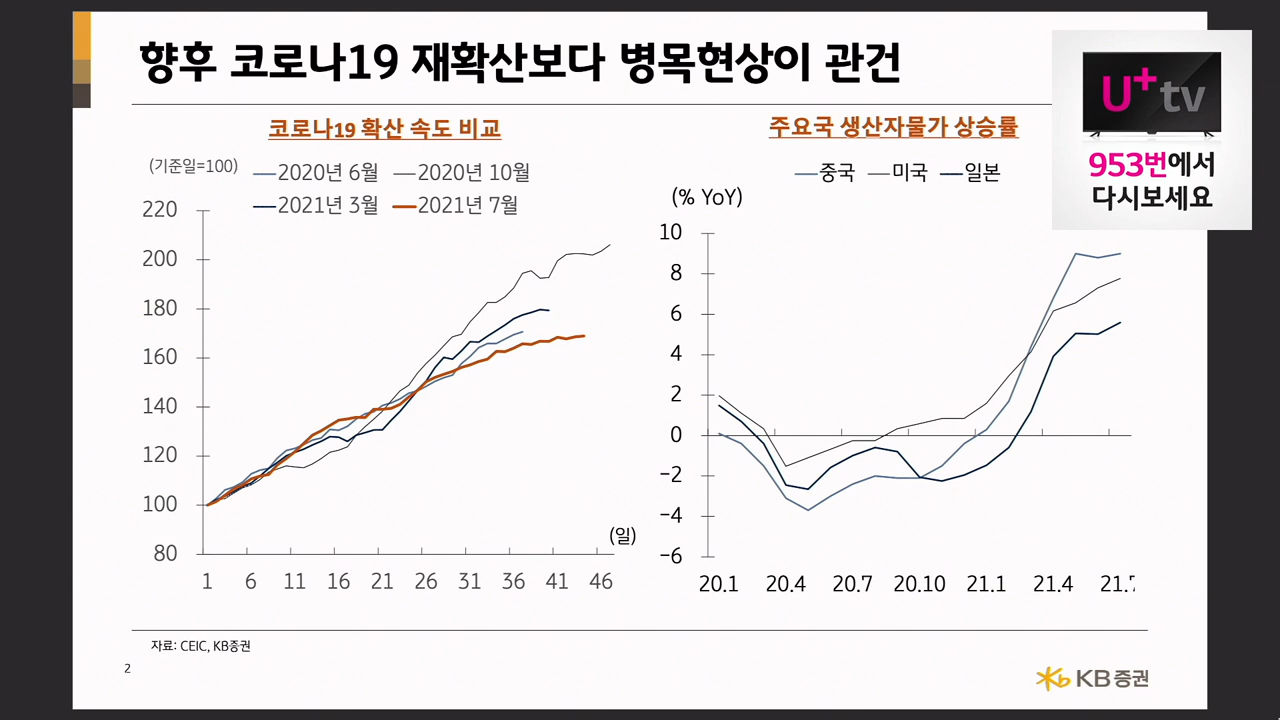 향후 코로나19 재확산보다 병목현상이 관건
U+tv
953번에서
다시보세요
코로나19 확산 속도 비교
(기준일=100)
2020년 6월
2020년 10월
2021년 3월
2021년 7월
220
200
180
160
140
120
100
80
(일)
1 6 11 16 21 26 31 36 41 46
주요국 생산자물가 상승률
중국 미국 일본
(% YoY)
10
8
6
4
2
0
−2
−4
−6
20.1 20.4 20.7 20.10 21.1 21.4 21.7
자료: CEIC, KB증권
2
KB증권